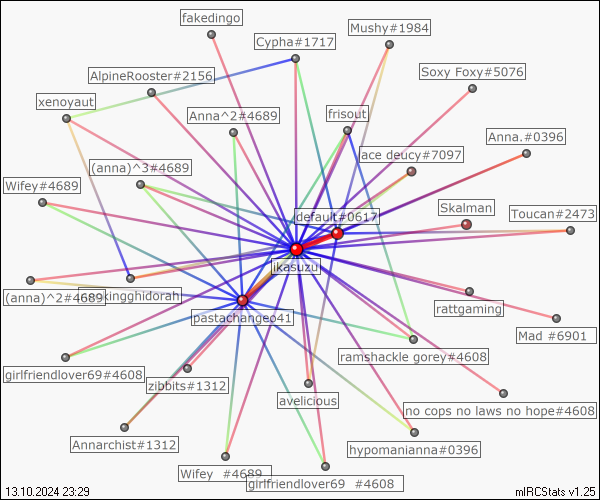 fakedingo
Mushy#1984
Cypha#1717
Soxy Foxy#5076
AlpineRooster#2156
xenoyaut
Anna^2#4689
frisout
Anna.#0396
ace deucy#7097
(anna)^3#4689
Wifey#4689
default#0617
Skalman
Toucan#2473
ikasuzu
(anna)^2#4689
kingghidorah
rattgaming
pastachangeo41
Mad #6901
ramshackle gorey#4608
girlfriendlover69#4608
zibbits#1312
avelicious
no cops no laws no hope#4608
Annarchist#1312
hypomanianna#0396
Wifey #4689
girlfriendlover69 #4608
13.10.2024 23:29
mIRCStats v1.25